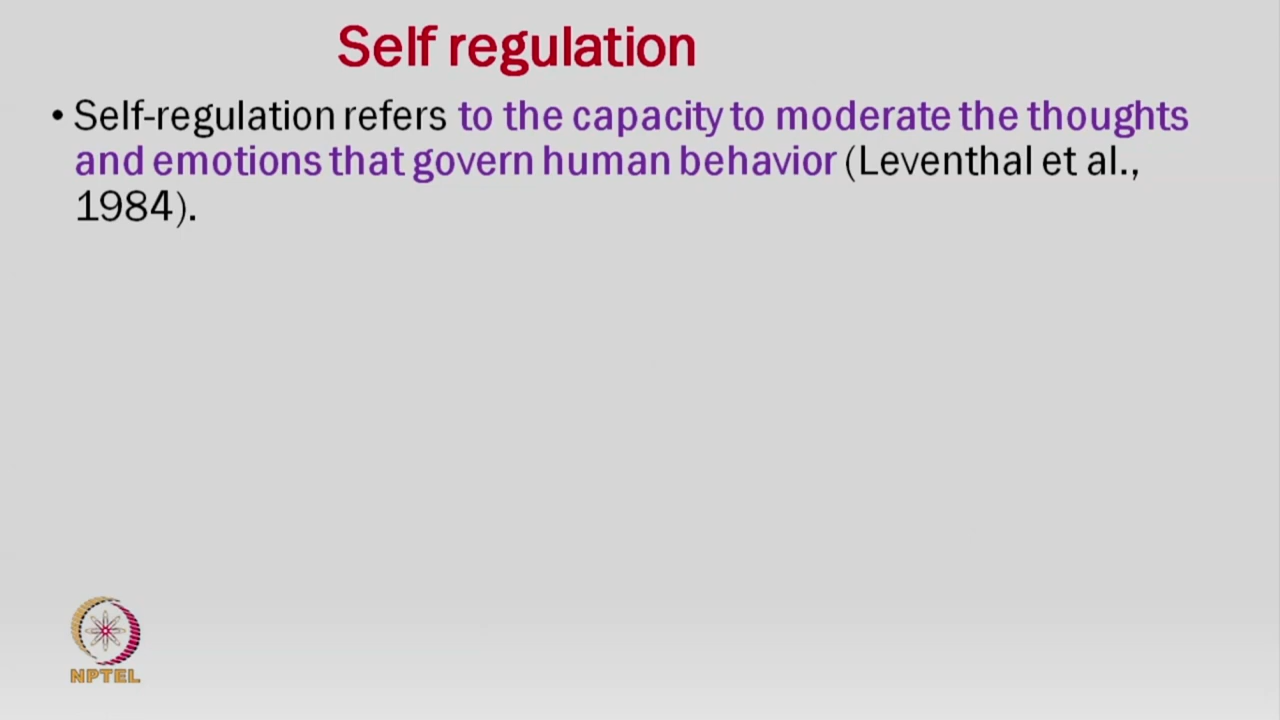 Self regulation
• Self-regulation refers to the capacity to moderate the thoughts
and emotions that govern human behavior (Leventhal et al.,
1984).
NPTEL